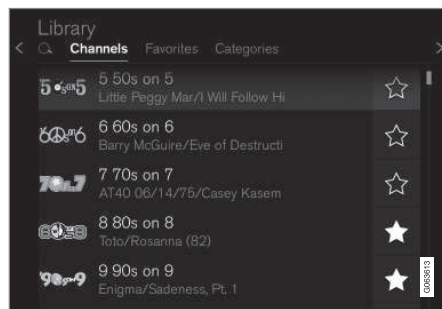 Library
Channels Favorites Categories
5 50s on 5
Little Peggy Mar/I Will Follow Hi
6 60s on 6
Barry McGuire/Eve of Destructi
7 70s on 7
AT40 06/14/75/Casey Kasem
8 80s on 8
Toto/Rosanna (82)
9 90s on 9
Enigma/Sadeness, Pt. 1
G063613